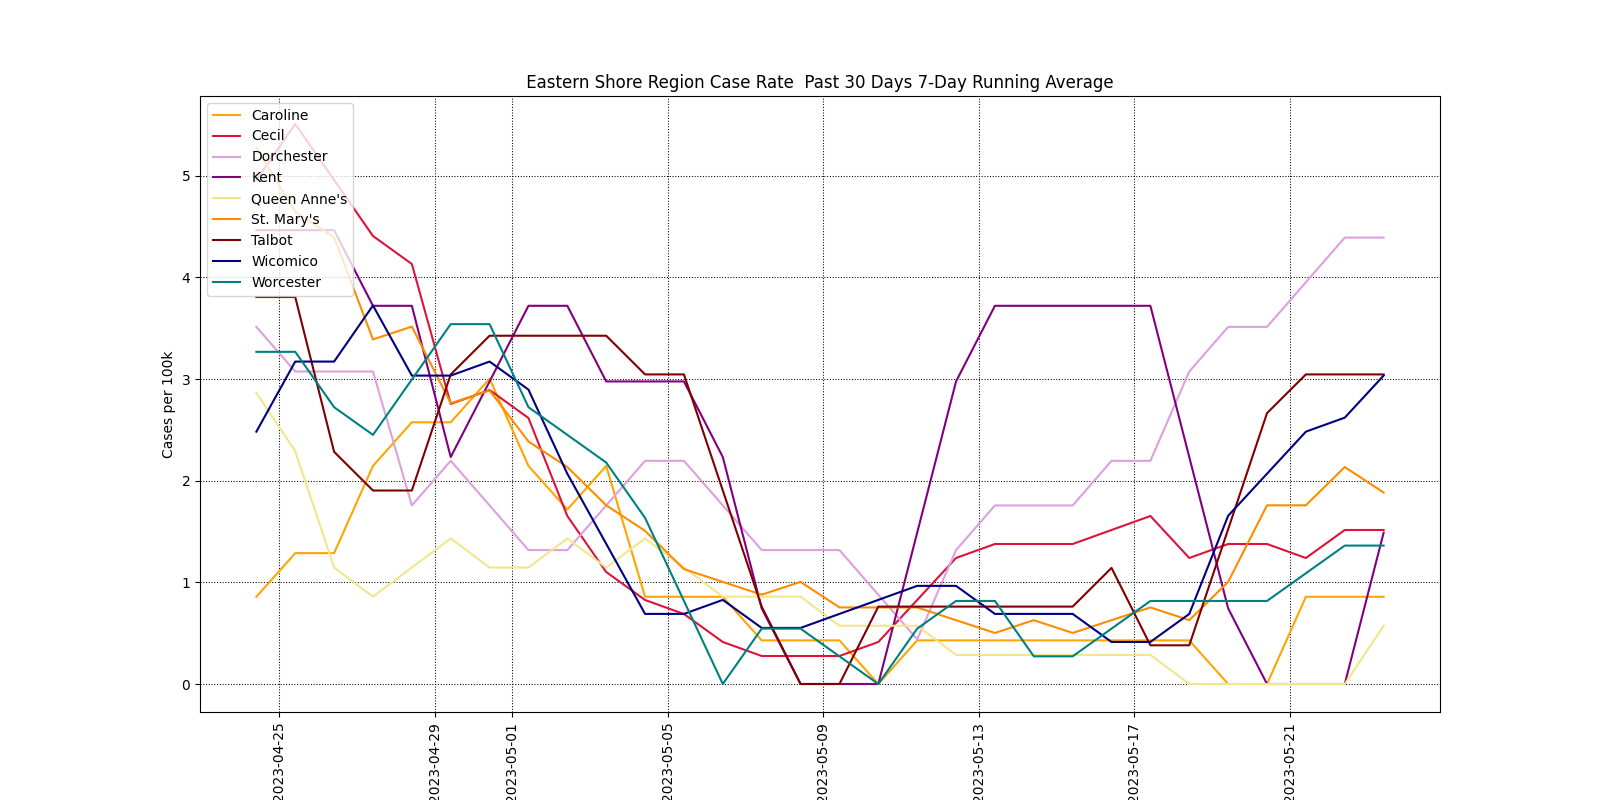 Eastern Shore Region Case Rate  Past 30 Days 7-Day Running Average
Caroline
Cecil
Dorchester
Kent
Queen Anne's
St. Mary's
Talbot
Wicomico
Worcester
Cases per 100k
5
4
3
2
1
0
2023-04-25
2023-04-29
2023-05-01
2023-05-05
2023-05-09
2023-05-13
2023-05-17
2023-05-21